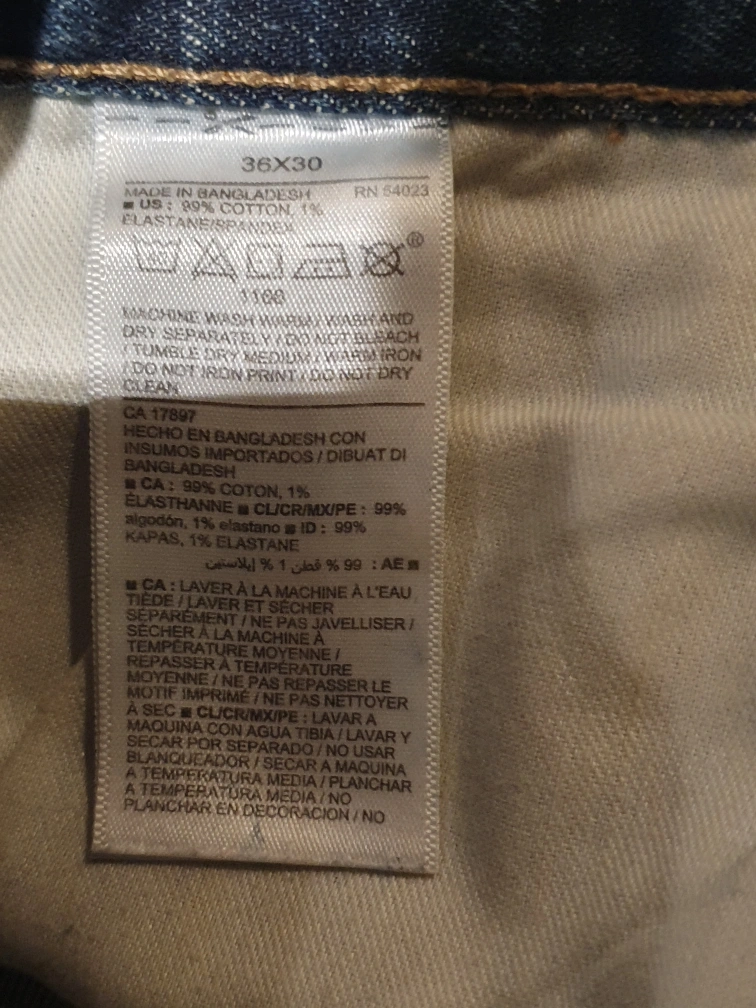 36X30
MADE IN BANGLADESH RN 54023
■ US : 99% COTTON, 1%
ELASTANE/SPANDEX
®
1166
MACHINE WASH WARM / WASH AND
DRY SEPARATELY / DO NOT BLEACH
/ TUMBLE DRY MEDIUM / WARM IRON
/ DO NOT IRON PRINT / DO NOT DRY
CLEAN
CA 17897
HECHO EN BANGLADESH CON
INSUMOS IMPORTADOS / DIBUAT DI
BANGLADESH
■ CA : 99% COTON, 1%
ÉLASTHANNE ■ CL/CR/MX/PE : 99%
algodón, 1% elastano ■ ID : 99%
KAPAS, 1% ELASTANE
■ AE : 99 % قطن 1 % إيلاستين
■ CA : LAVER À LA MACHINE À L'EAU
TIÈDE / LAVER ET SÉCHER
SÉPARÉMENT / NE PAS JAVELLISER /
SÉCHER À LA MACHINE À
TEMPÉRATURE MOYENNE /
REPASSER À TEMPÉRATURE
MOYENNE / NE PAS REPASSER LE
MOTIF IMPRIMÉ / NE PAS NETTOYER
À SEC ■ CL/CR/MX/PE : LAVAR A
MAQUINA CON AGUA TIBIA / LAVAR Y
SECAR POR SEPARADO / NO USAR
BLANQUEADOR / SECAR A MAQUINA
A TEMPERATURA MEDIA / PLANCHAR
A TEMPERATURA MEDIA / NO
PLANCHAR EN DECORACION / NO